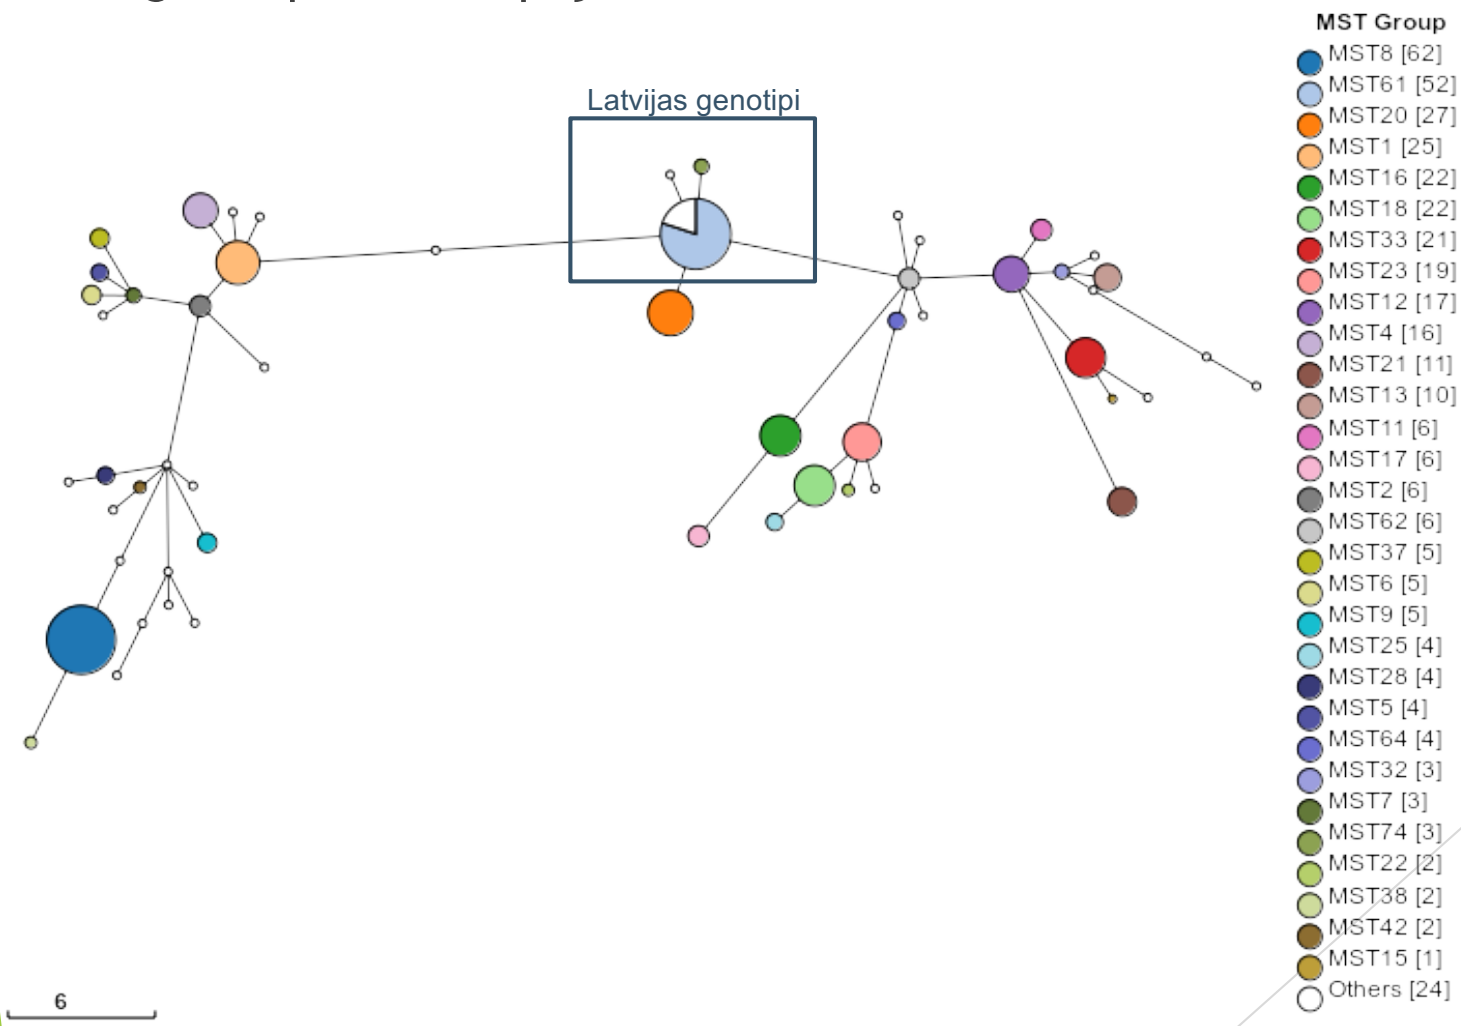 MST Group
MST8 [62]
MST61 [52]
MST20 [27]
MST1 [25]
MST16 [22]
MST18 [22]
MST33 [21]
MST23 [19]
MST12 [17]
MST4 [16]
MST21 [11]
MST13 [10]
MST11 [6]
MST17 [6]
MST2 [6]
MST62 [6]
MST37 [5]
MST6 [5]
MST9 [5]
MST25 [4]
MST28 [4]
MST5 [4]
MST64 [4]
MST32 [3]
MST7 [3]
MST74 [3]
MST22 [2]
MST38 [2]
MST42 [2]
MST15 [1]
Others [24]
Latvijas genotipi
6